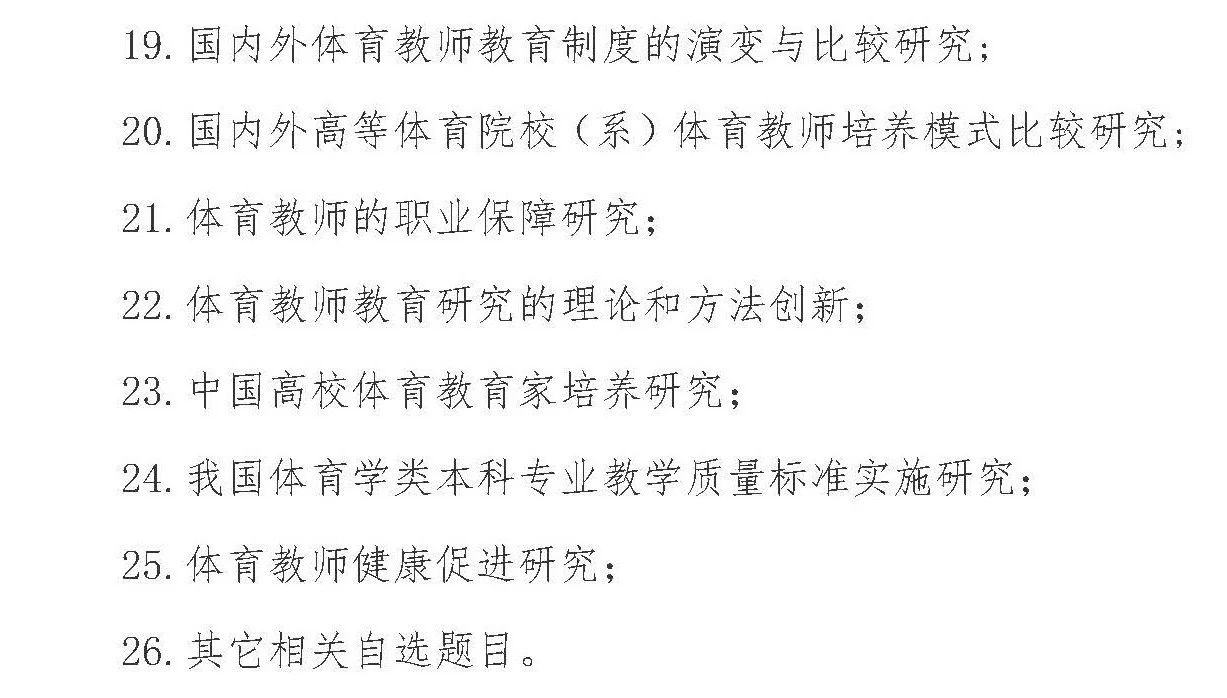 19. 国内外体育教师教育制度的演变与比较研究;
20. 国内外高等体育院校（系）体育教师培养模式比较研究;
21. 体育教师的职业保障研究;
22. 体育教师教育研究的理论和方法创新;
23. 中国高校体育教育家培养研究;
24. 我国体育学类本科专业教学质量标准实施研究;
25. 体育教师健康促进研究;
26. 其它相关自选题目。